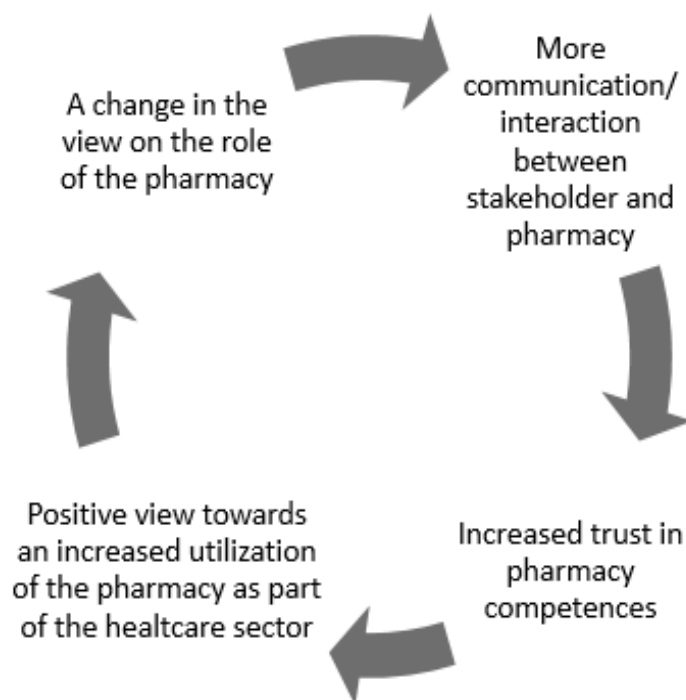 A change in the
view on the role
of the pharmacy
More
communication/
interaction
between
stakeholder and
pharmacy
Increased trust in
pharmacy
competences
Positive view towards
an increased utilization
of the pharmacy as part
of the healtcare sector